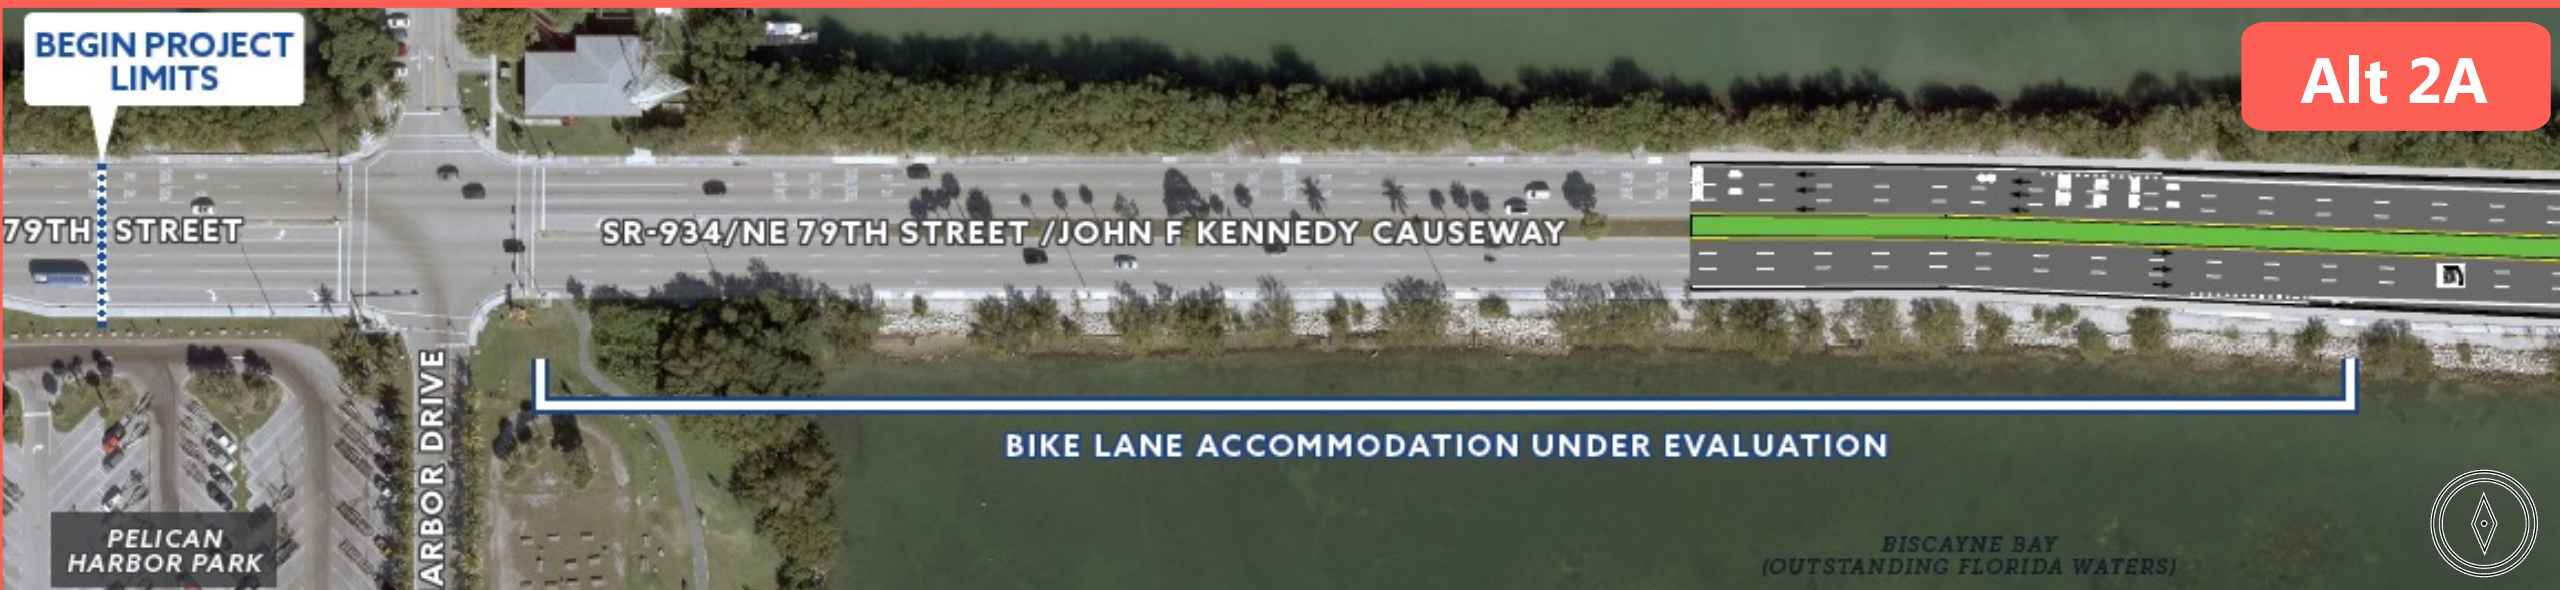 BEGIN PROJECT
LIMITS
Alt 2A
79TH STREET
SR-934/NE 79TH STREET /JOHN F KENNEDY CAUSEWAY
BIKE LANE ACCOMMODATION UNDER EVALUATION
ARBOR DRIVE
PELICAN
HARBOR PARK
BISCAYNE BAY
(OUTSTANDING FLORIDA WATERS)